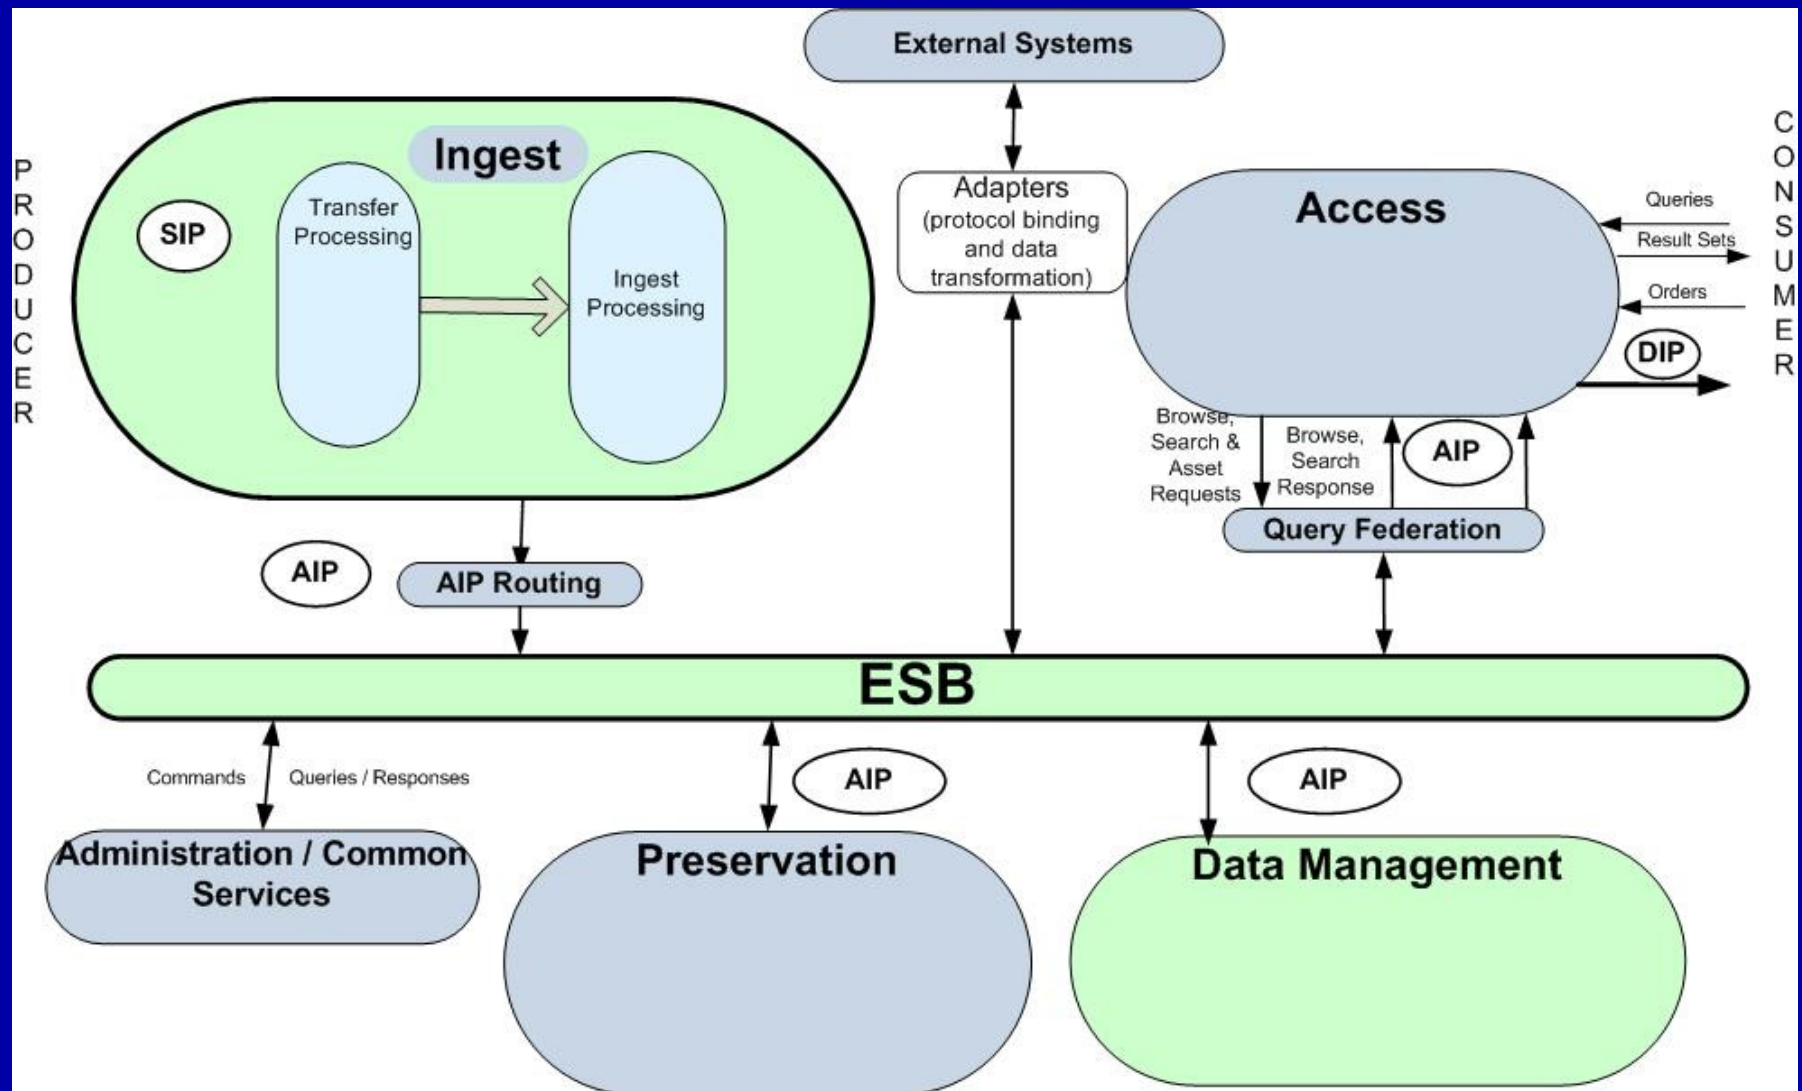 External Systems
PRODUCER
Ingest
SIP
Transfer
Processing
Ingest
Processing
Adapters
(protocol binding
and data
transformation)
Access
CONSUMER
Queries
Result Sets
Orders
DIP
Browse,
Search &
Asset
Requests
Browse,
Search
Response
AIP
Query Federation
AIP
AIP Routing
ESB
Commands
Queries / Responses
AIP
AIP
Administration / Common
Services
Preservation
Data Management